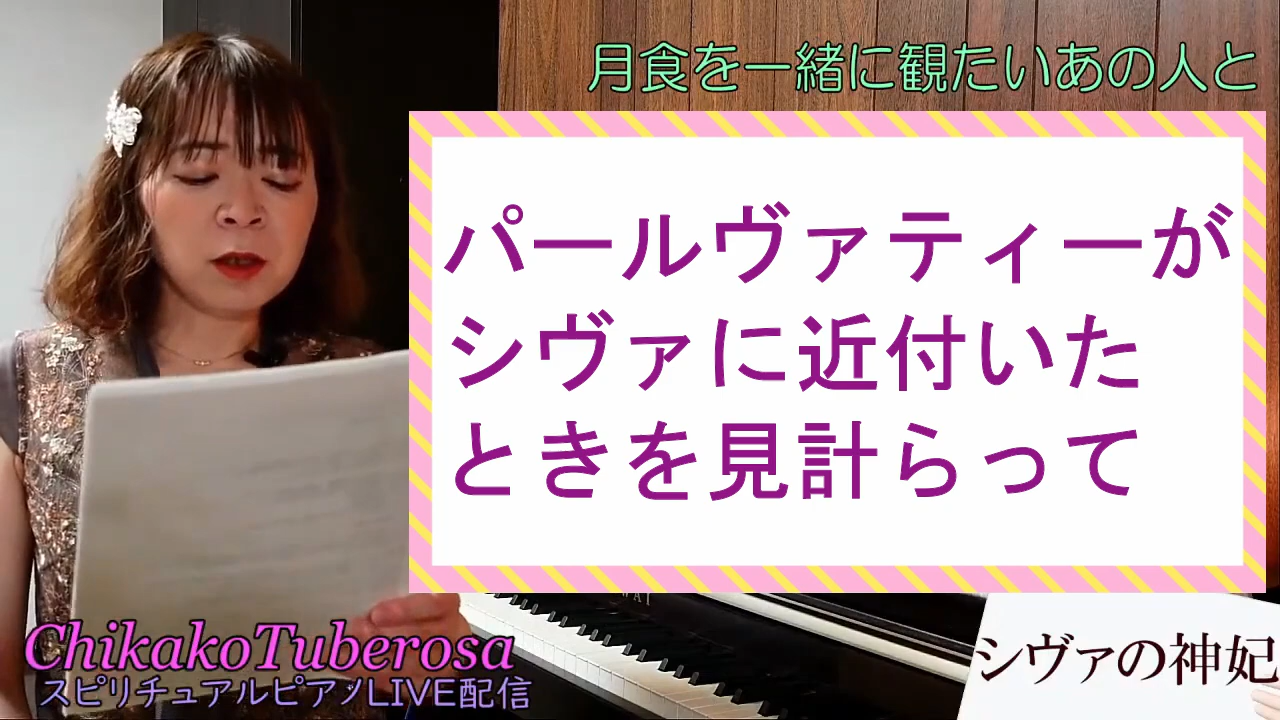 月食を一緒に観たいあの人と
パールヴァティーが
シヴァに近付いた
ときを見計らって
WAI
シヴァの神妃
ChikakoTuberosa
スピリチュアルピアノLIVE配信